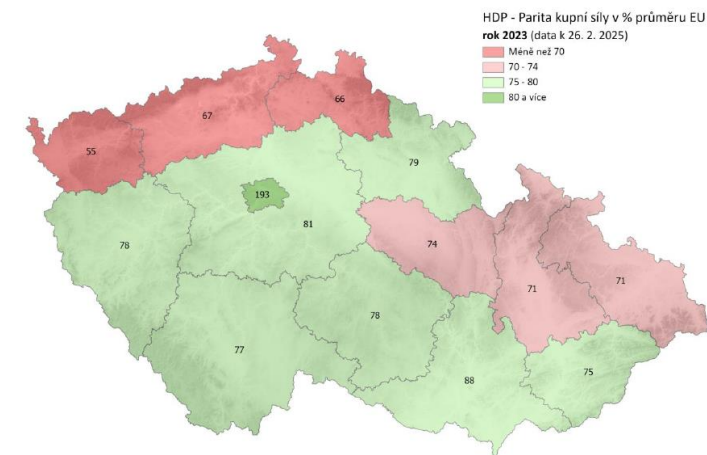 HDP - Parita kupní síly v % průměru EU
rok 2023 (data k 26. 2. 2025)
Méně než 70
70 - 74
75 - 80
80 a více
66
67
55
79
193
81
74
78
71
71
78
77
75
88